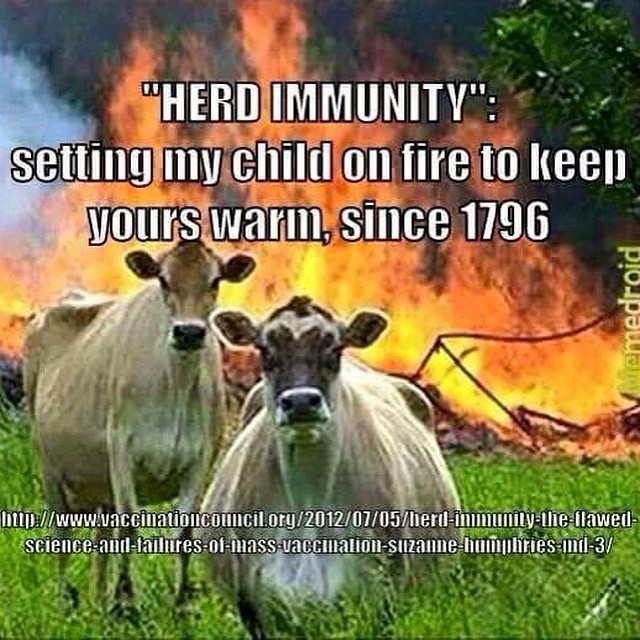 "HERD IMMUNITY":
setting my child on fire to keep
yours warm, since 1796
memedroid
http://www.vaccinationcouncil.org/2012/07/05/herd-immunity-the-flawed-
science-and-failures-of-mass-vaccination-suzanne-humphries-md-3/